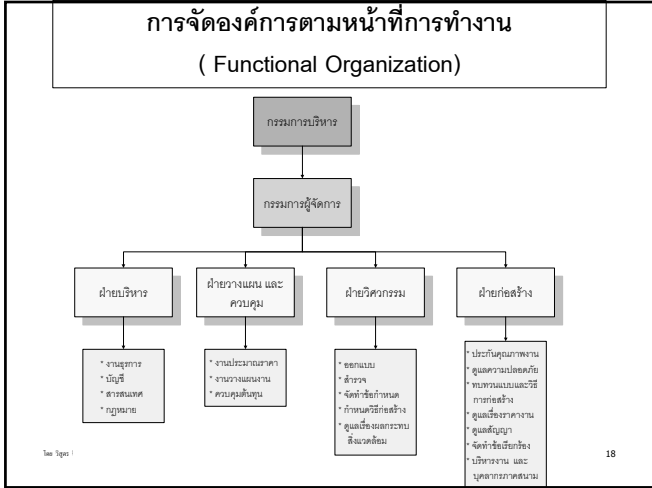 การจัดองค์การตามหน้าที่การทำงาน
( Functional Organization)
กรรมการบริหาร
กรรมการผู้จัดการ
ฝ่ายบริหาร
ฝ่ายวางแผน และ
ควบคุม
ฝ่ายวิศวกรรม
ฝ่ายก่อสร้าง
* งานธุรการ
* บัญชี
* สารสนเทศ
* กฎหมาย
* งานประมาณราคา
* งานวางแผนงาน
* ควบคุมต้นทุน
* ออกแบบ
* สำรวจ
* จัดทำข้อกำหนด
* กำหนดวิธีก่อสร้าง
* ดูแลเรื่องผลกระทบ
สิ่งแวดล้อม
* ประกันคุณภาพงาน
* ดูแลความปลอดภัย
* ทบทวนแบบและวิธี
การก่อสร้าง
* ดูแลเรื่องราคางาน
* ดูแลสัญญา
* จัดทำข้อเรียกร้อง
* บริหารงาน และ
บุคลากรภาคสนาม
โดย วิสูตร
18